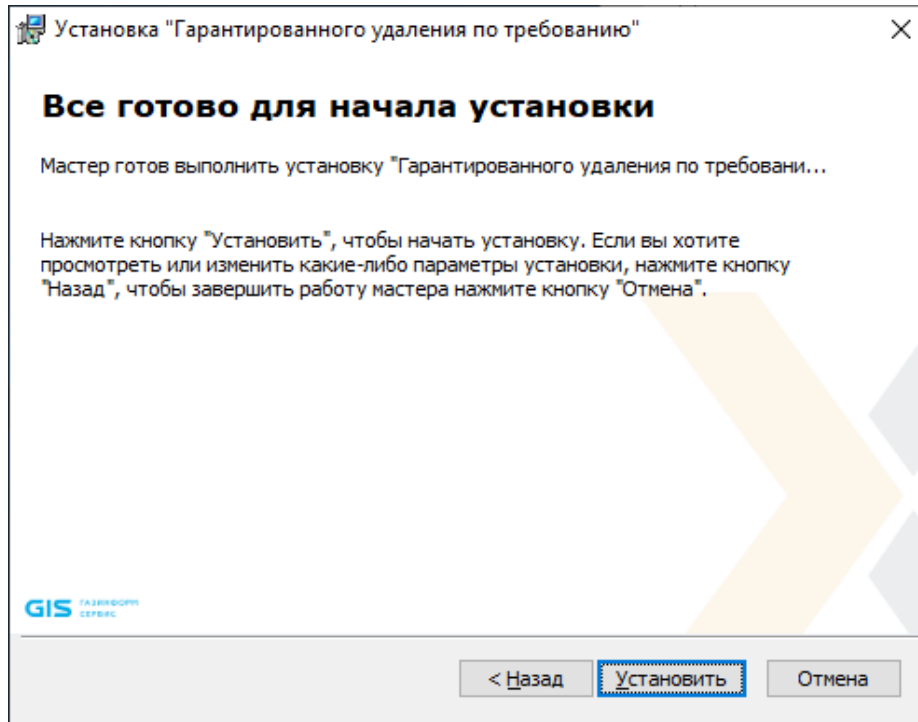 Установка "Гарантированного удаления по требованию"
Все готово для начала установки
Мастер готов выполнить установку "Гарантированного удаления по требовани...
Нажмите кнопку "Установить", чтобы начать установку. Если вы хотите
просмотреть или изменить какие-либо параметры установки, нажмите кнопку
"Назад", чтобы завершить работу мастера нажмите кнопку "Отмена".
GIS ГАЗИНФОРМ
СЕРВИС
< Назад Установить Отмена